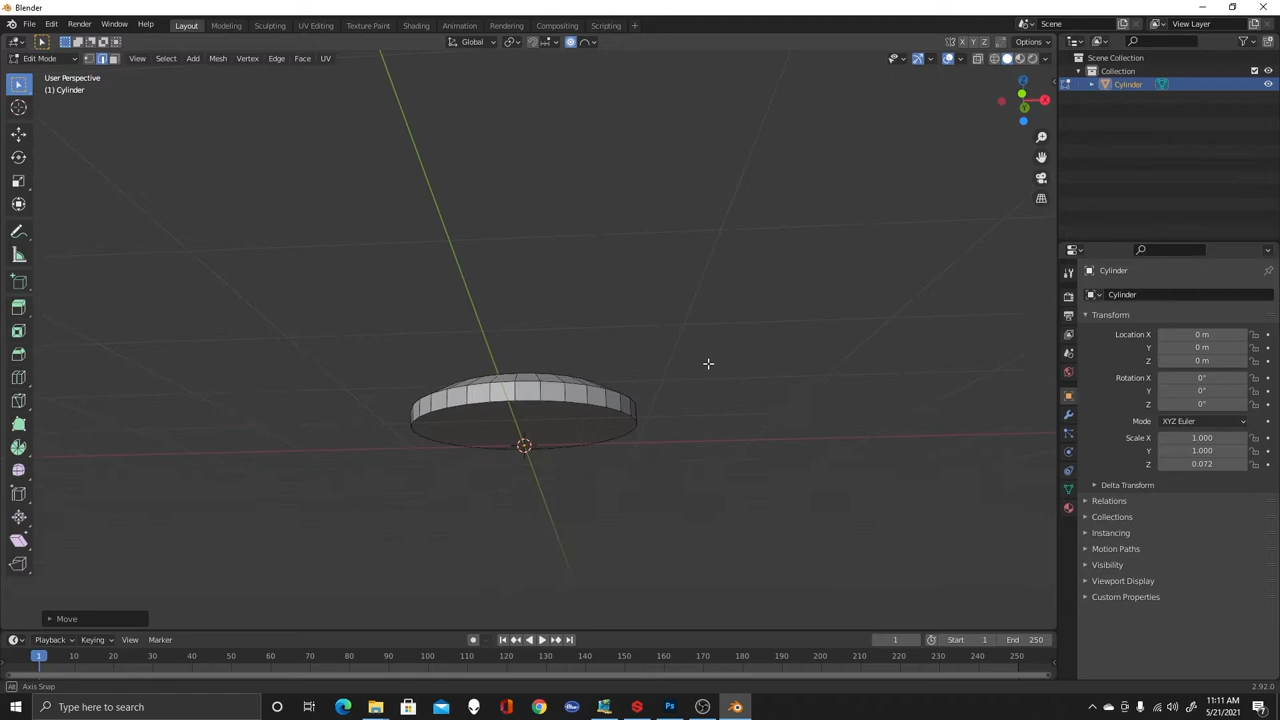 Blender
File Edit Render Window Help Layout Modeling Sculpting UV Editing Texture Paint Shading Animation Rendering Compositing Scripting + Scene View Layer
Global X Y Z Options
Edit Mode View Select Add Mesh Vertex Edge Face UV
User Perspective
(1) Cylinder
Z
X
Y
Scene Collection
Collection
Cylinder
Cylinder
Cylinder
Transform
Location X 0 m
Y 0 m
Z 0 m
Rotation X 0°
Y 0°
Z 0°
Mode XYZ Euler
Scale X 1.000
Y 1.000
Z 0.072
Delta Transform
Relations
Collections
Instancing
Motion Paths
Visibility
Viewport Display
Custom Properties
Move
Playback Keying View Marker 1 Start 1 End 250
1 10 20 30 40 50 60 70 80 90 100 110 120 130 140 150 160 170 180 190 200 210 220 230 240 250
Alt Axis Snap 2.92.0
Type here to search
11:11 AM
5/21/2021